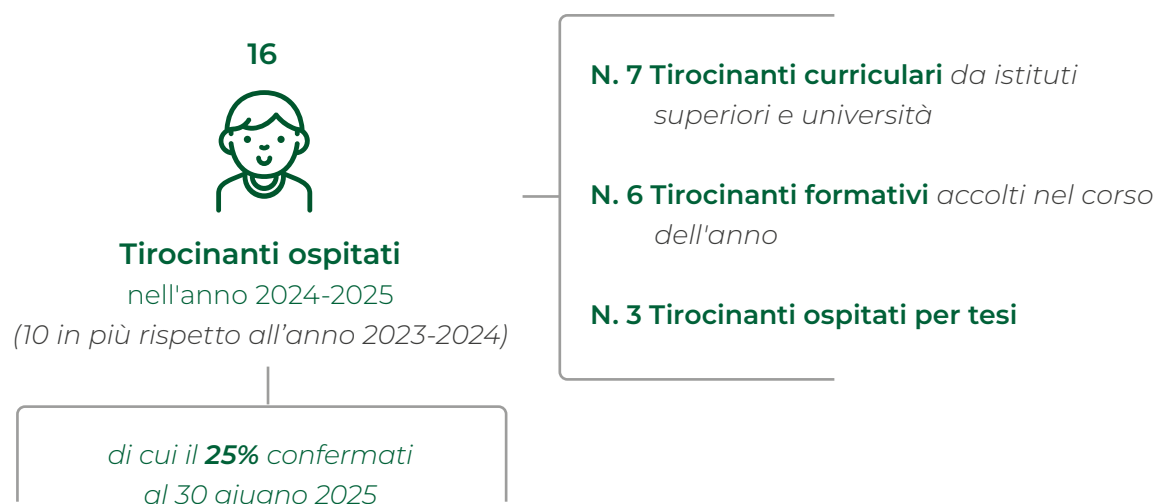 16
Tirocinanti ospitati
nell'anno 2024-2025
(10 in più rispetto all’anno 2023-2024)
di cui il 25% confermati
al 30 giugno 2025
N. 7 Tirocinanti curriculari da istituti
superiori e università
N. 6 Tirocinanti formativi accolti nel corso
dell'anno
N. 3 Tirocinanti ospitati per tesi